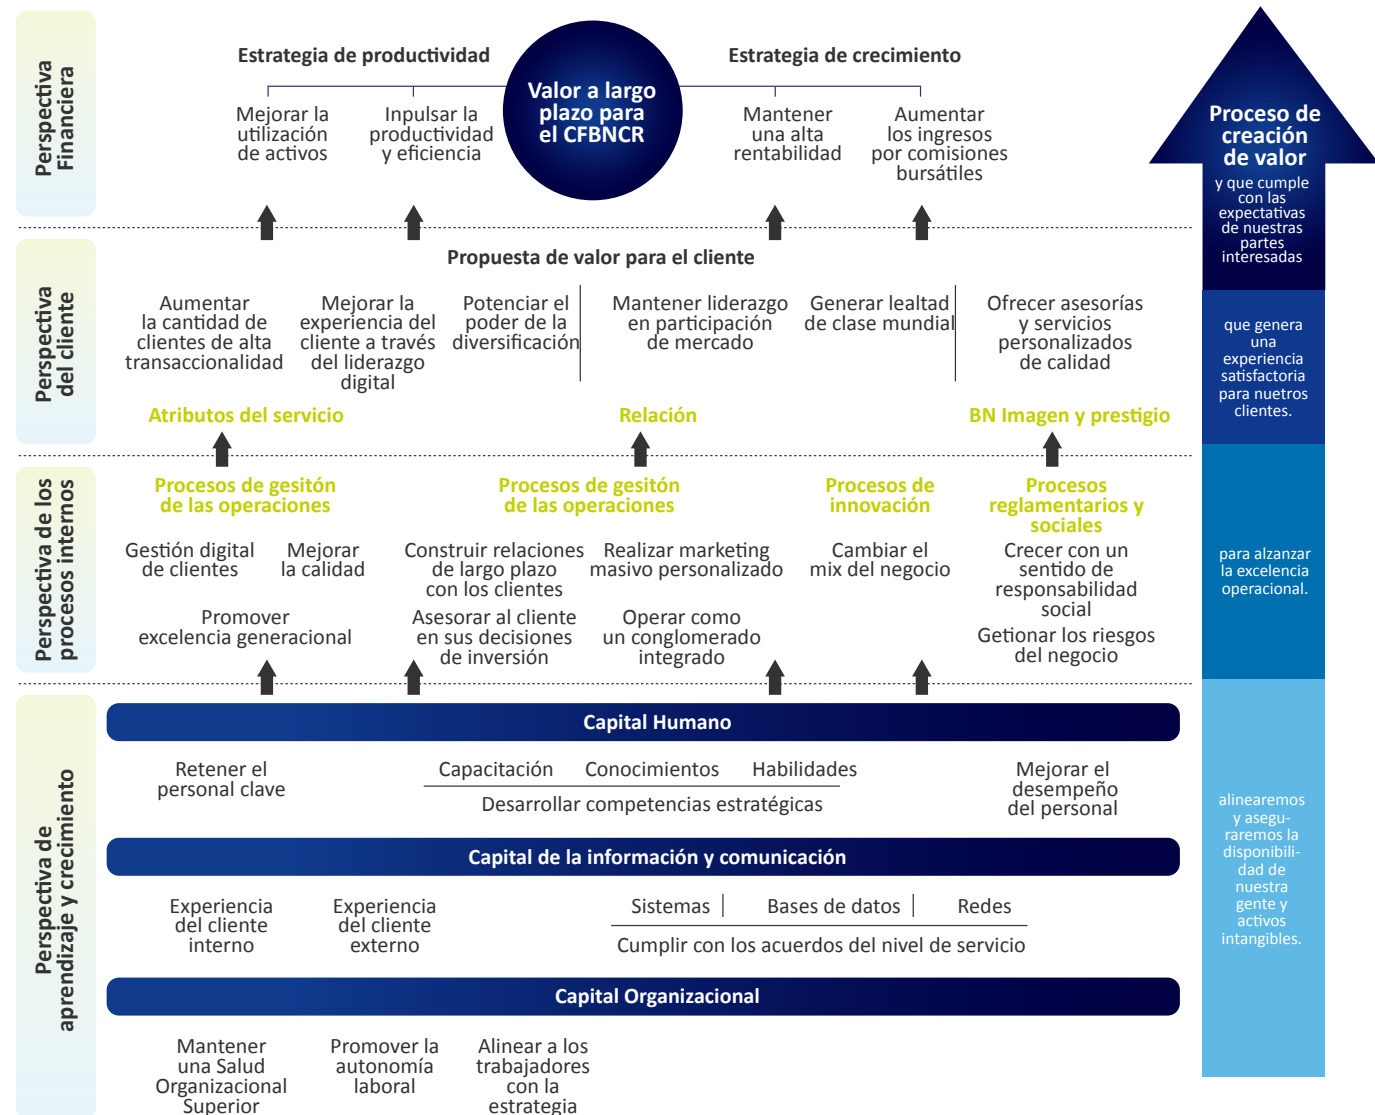 Perspectiva
Financiera
Estrategia de productividad
Mejorar la
utilización
de activos
Inpulsar la
productividad
y eficiencia
Valor a largo
plazo para
el CFBNCR
Estrategia de crecimiento
Mantener
una alta
rentabilidad
Aumentar
los ingresos
por comisiones
bursátiles
Perspectiva
del cliente
Propuesta de valor para el cliente
Aumentar
la cantidad de
clientes de alta
transaccionalidad
Mejorar la
experiencia del
cliente a través
del liderazgo
digital
Potenciar el
poder de la
diversificación
Mantener liderazgo
en participación
de mercado
Generar lealtad
de clase mundial
Ofrecer asesorías
y servicios
personalizados
de calidad
Atributos del servicio
Relación
BN Imagen y prestigio
Perspectiva de los
procesos internos
Procesos de gesitón
de las operaciones
Gestión digital
de clientes
Mejorar
la calidad
Promover
excelencia generacional
Procesos de gesitón
de las operaciones
Construir relaciones
de largo plazo
con los clientes
Realizar marketing
masivo personalizado
Asesorar al cliente
en sus decisiones
de inversión
Operar como
un conglomerado
integrado
Procesos de
innovación
Cambiar el
mix del negocio
Procesos
reglamentarios y
sociales
Crecer con un
sentido de
responsabilidad
social
Getionar los riesgos
del negocio
Perspectiva de
aprendizaje y crecimiento
Capital Humano
Retener el
personal clave
Capacitación Conocimientos Habilidades
Desarrollar competencias estratégicas
Mejorar el
desempeño
del personal
Capital de la información y comunicación
Experiencia
del cliente
interno
Experiencia
del cliente
externo
Sistemas Bases de datos Redes
Cumplir con los acuerdos del nivel de servicio
Capital Organizacional
Mantener
una Salud
Organizacional
Superior
Promover la
autonomía
laboral
Alinear a los
trabajadores
con la
estrategia
Proceso de
creación
de valor
y que cumple
con las
expectativas
de nuestras
partes
interesadas
que genera
una
experiencia
satisfactoria
para nuetros
clientes.
para alzanzar
la excelencia
operacional.
alinearemos
y asegu-
raremos la
disponibili-
dad de
nuestra
gente y
activos
intangibles.